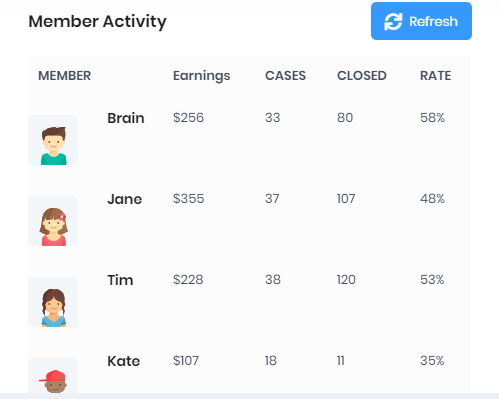 Member Activity Refresh
MEMBER Earnings CASES CLOSED RATE
Brain $256 33 80 58%
Jane $355 37 107 48%
Tim $228 38 120 53%
Kate $107 18 11 35%